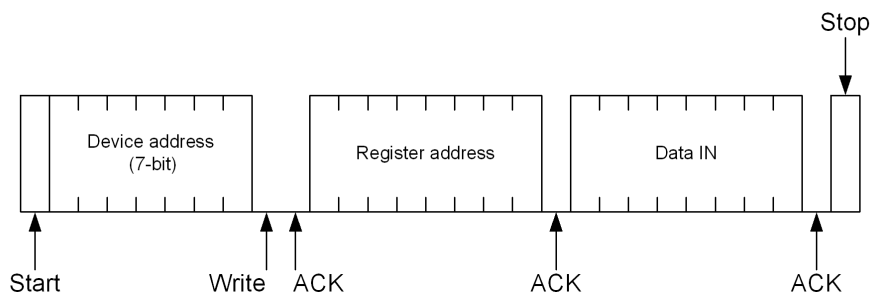 Stop
Device address
(7-bit)
Register address
Data IN
Start
Write
ACK
ACK
ACK